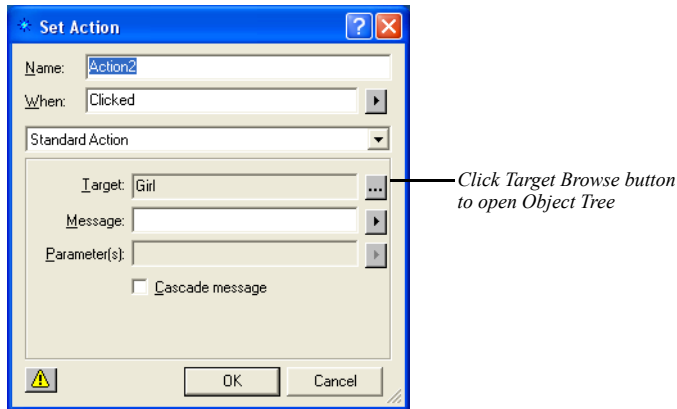 Set Action
Name: Action2
When: Clicked
Standard Action
Target: Girl ...
Click Target Browse button
to open Object Tree
Message:
Parameter(s):
Cascade message
OK Cancel